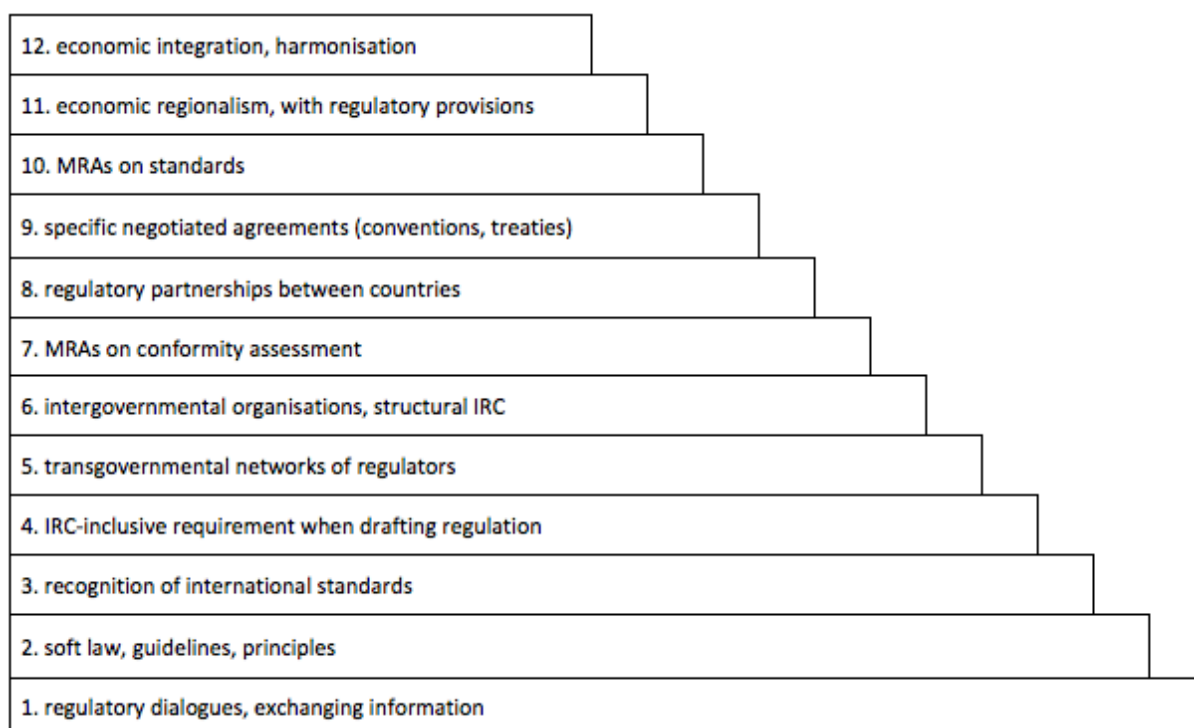 12. economic integration, harmonisation
11. economic regionalism, with regulatory provisions
10. MRAs on standards
9. specific negotiated agreements (conventions, treaties)
8. regulatory partnerships between countries
7. MRAs on conformity assessment
6. intergovernmental organisations, structural IRC
5. transgovernmental networks of regulators
4. IRC-inclusive requirement when drafting regulation
3. recognition of international standards
2. soft law, guidelines, principles
1. regulatory dialogues, exchanging information